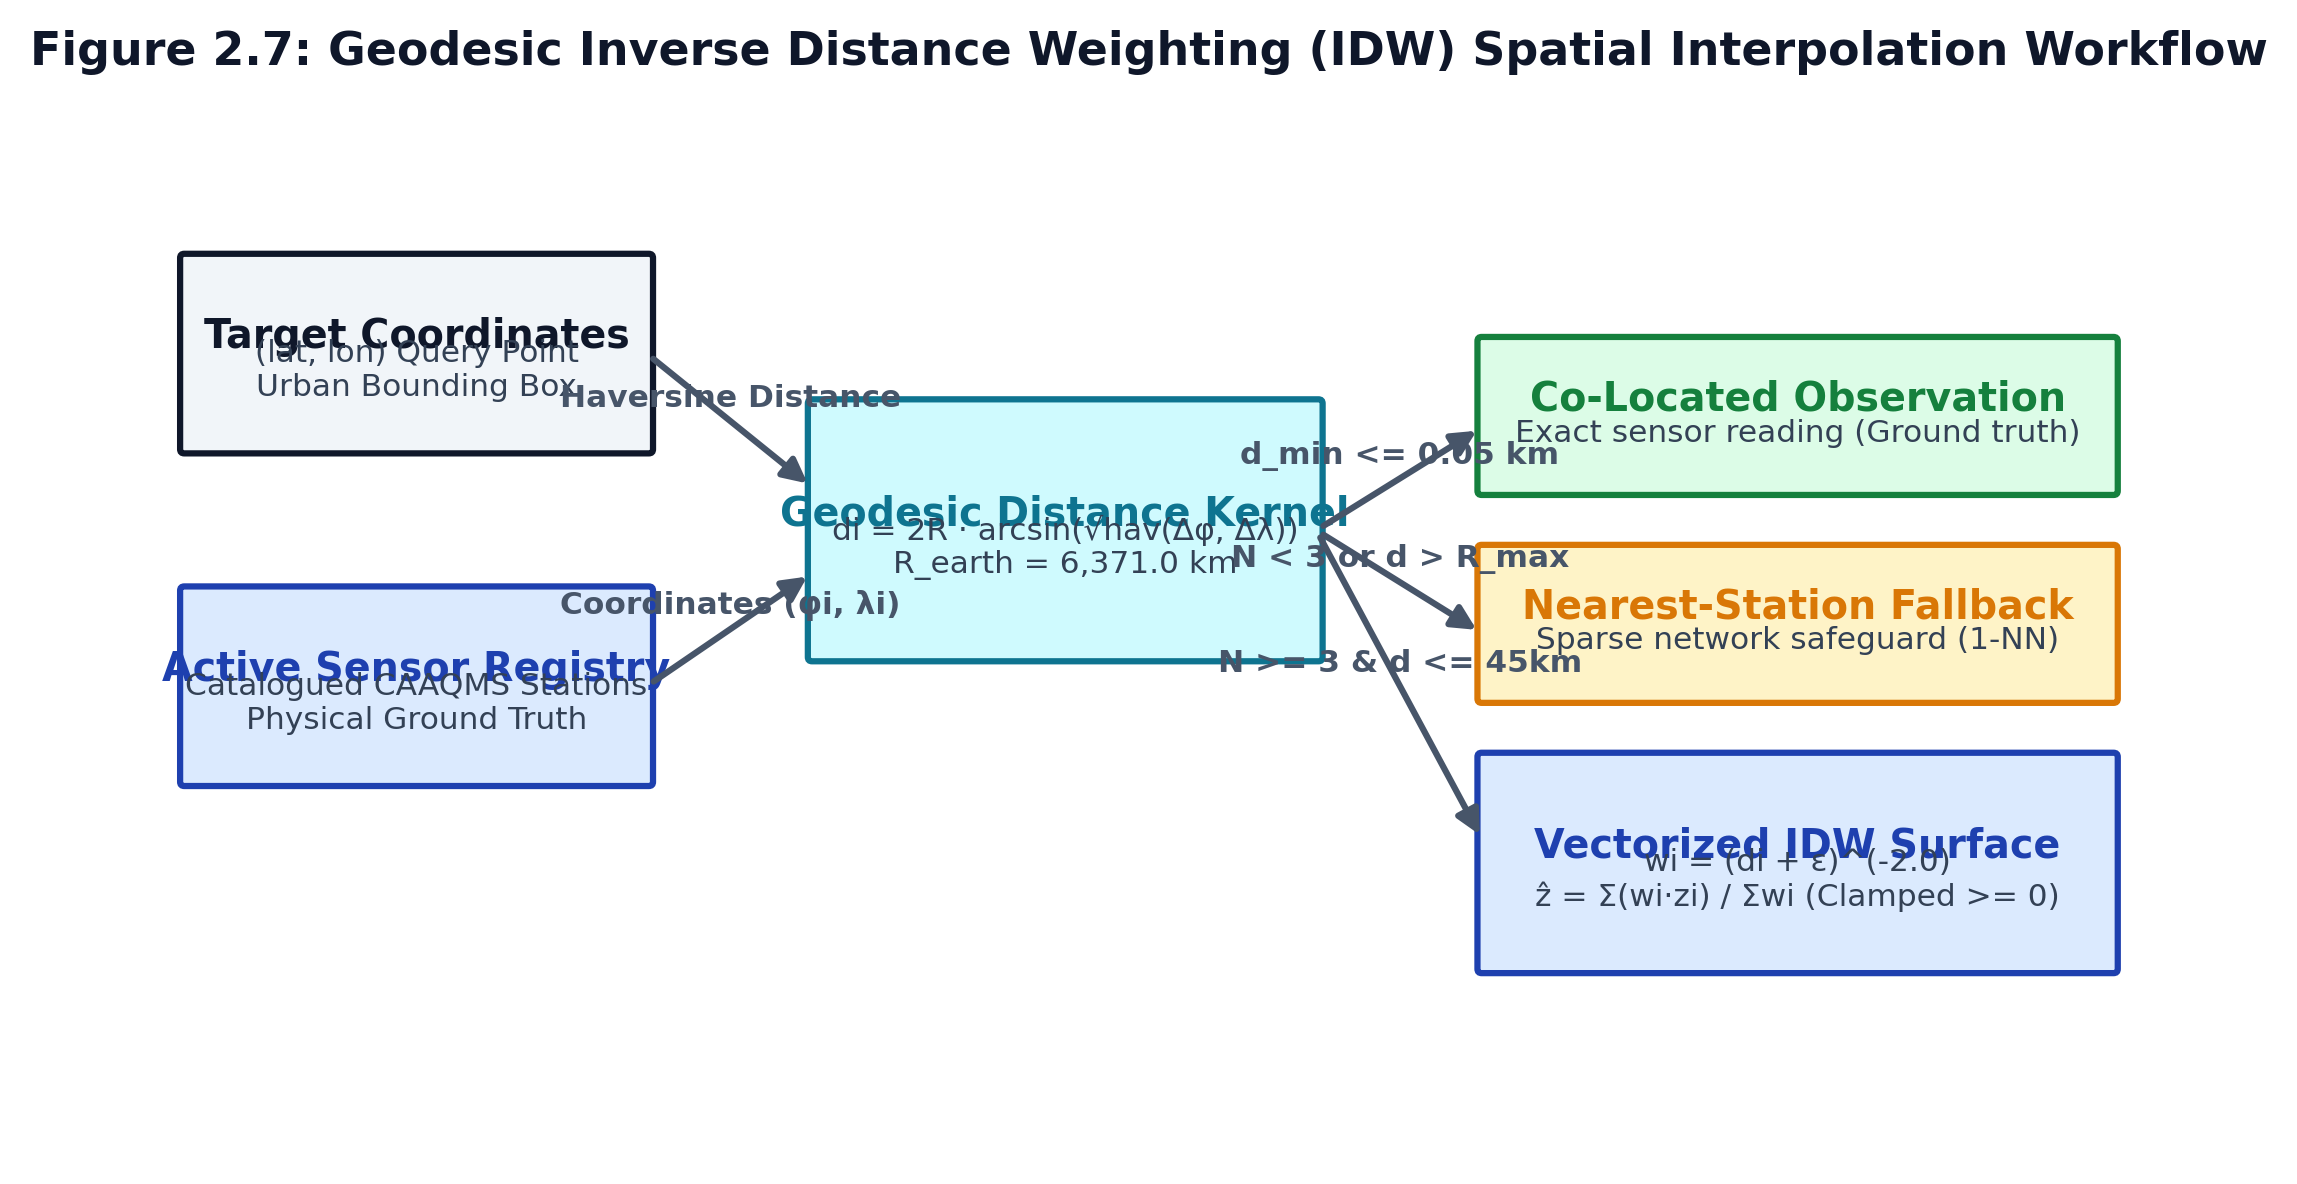 Figure 2.7: Geodesic Inverse Distance Weighting (IDW) Spatial Interpolation Workflow
Target Coordinates
(lat, lon) Query Point
Urban Bounding Box
Haversine Distance
Active Sensor Registry
Catalogued CAAQMS Stations
Physical Ground Truth
Coordinates (φi, λi)
Geodesic Distance Kernel
di = 2R · arcsin(√hav(Δφ, Δλ))
R_earth = 6,371.0 km
d_min <= 0.05 km
N < 3 or d > R_max
N >= 3 & d <= 45km
Co-Located Observation
Exact sensor reading (Ground truth)
Nearest-Station Fallback
Sparse network safeguard (1-NN)
Vectorized IDW Surface
wi = (di + ε)^(-2.0)
ẑ = Σ(wi·zi) / Σwi (Clamped >= 0)